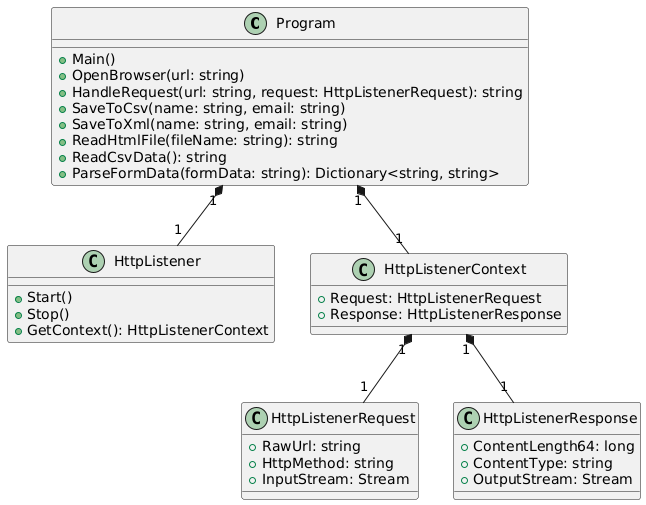 C Program
Main()
OpenBrowser(url: string)
HandleRequest(url: string, request: HttpListenerRequest): string
SaveToCsv(name: string, email: string)
SaveToXml(name: string, email: string)
ReadHtmlFile(fileName: string): string
ReadCsvData(): string
ParseFormData(formData: string): Dictionary<string, string>
1 1
1 1
C HttpListener
Start()
Stop()
GetContext(): HttpListenerContext
C HttpListenerContext
Request: HttpListenerRequest
Response: HttpListenerResponse
1 1
1 1
C HttpListenerRequest
RawUrl: string
HttpMethod: string
InputStream: Stream
C HttpListenerResponse
ContentLength64: long
ContentType: string
OutputStream: Stream